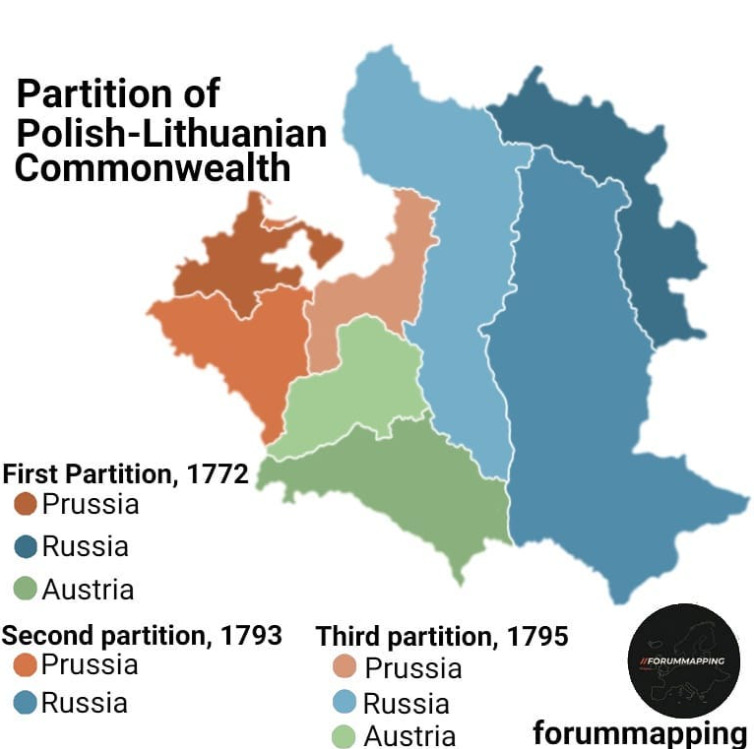 Partition of
Polish-Lithuanian
Commonwealth
First Partition, 1772
Prussia
Russia
Austria
Second partition, 1793
Prussia
Russia
Third partition, 1795
Prussia
Russia
Austria
//FORUMMAPPING
forummapping